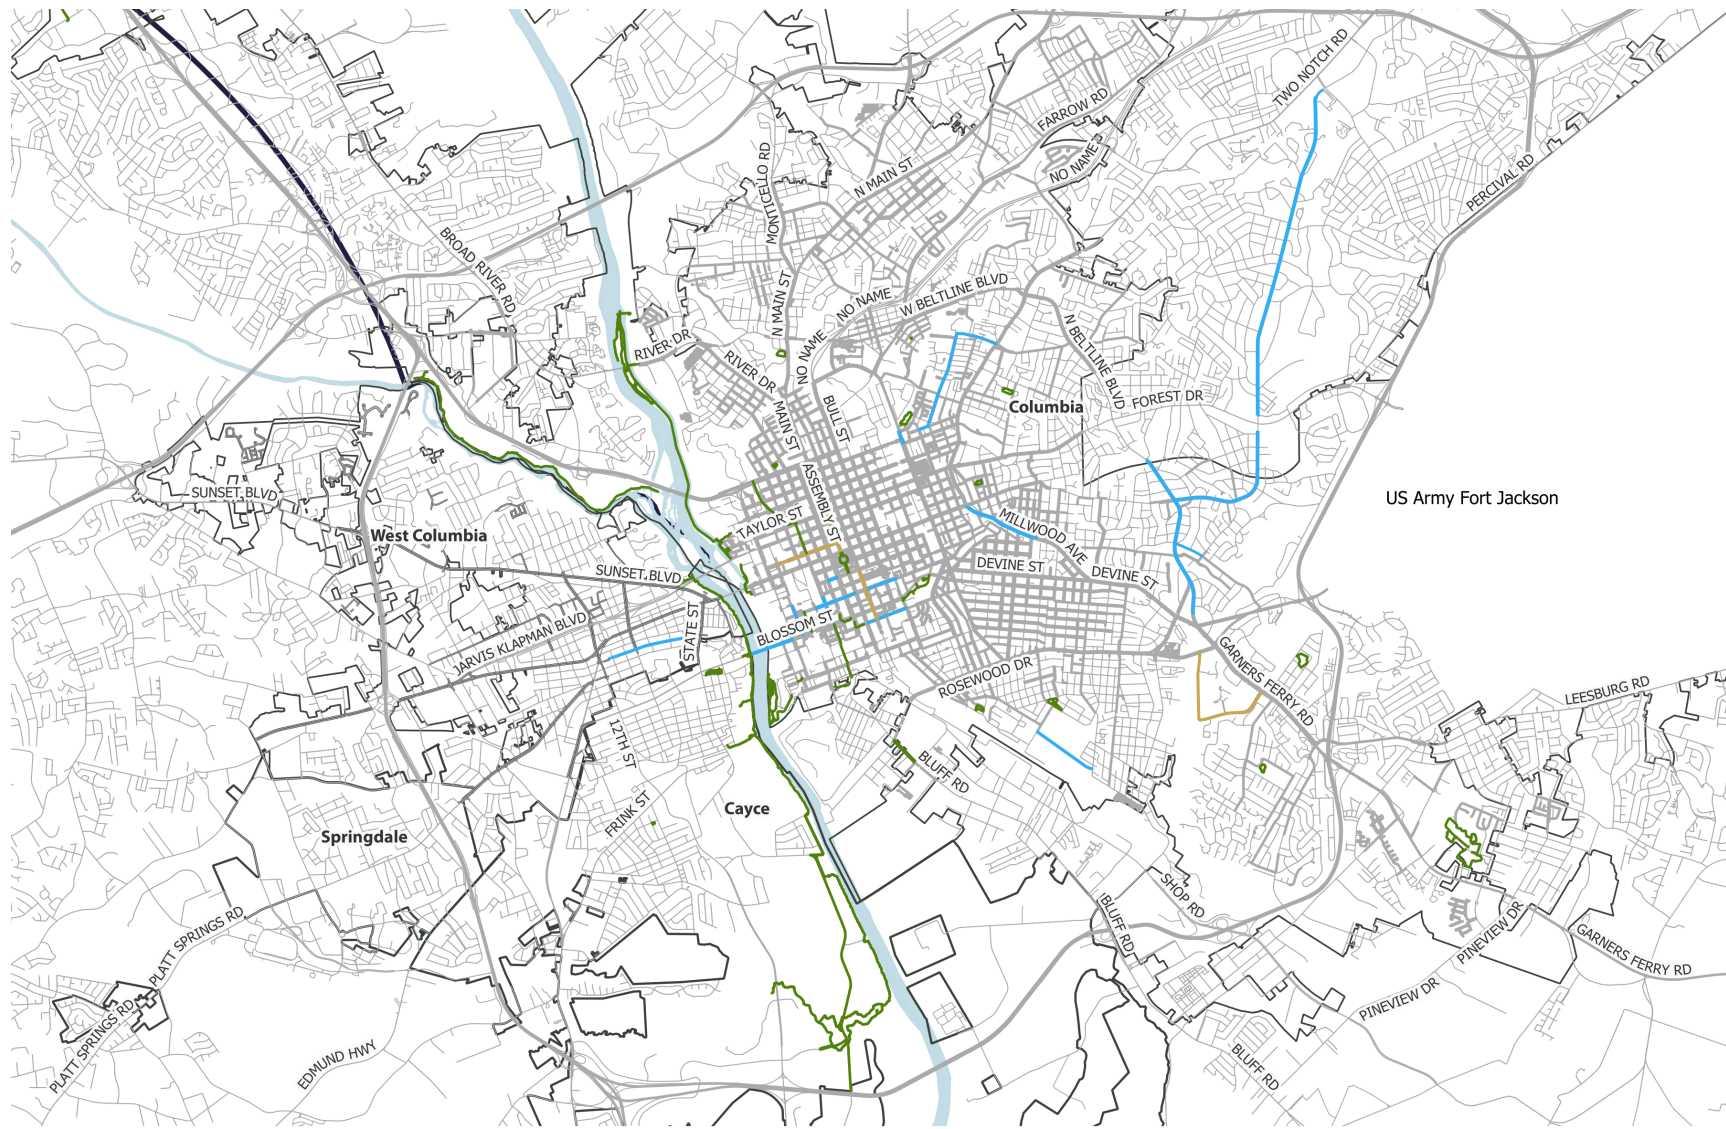 TWO NOTCH RD
FARROW RD
NO NAME
N MAIN ST
MONTICELLO RD
PERCIVAL RD
BROAD RIVER RD
N MAIN ST
NO NAME
W BELTLINE BLVD
RIVER DR
NO NAME
N BELTLINE BLVD
RIVER DR
FOREST DR
Columbia
BULL ST
MAIN ST
SUNSET BLVD
US Army Fort Jackson
ASSEMBLY ST
TAYLOR ST
MILLWOOD AVE
West Columbia
SUNSET BLVD
DEVINE ST
DEVINE ST
STATE ST
BLOSSOM ST
JARVIS KLAPMAN BLVD
GARNERS FERRY RD
ROSEWOOD DR
LEESBURG RD
12TH ST
BLUFF RD
Cayce
FRINK ST
Springdale
SHOP RD
BLUFF RD
PLATT SPRINGS RD
PINEVIEW DR
GARNERS FERRY RD
PINEVIEW DR
PLATT SPRINGS RD
EDMUND HWY
BLUFF RD